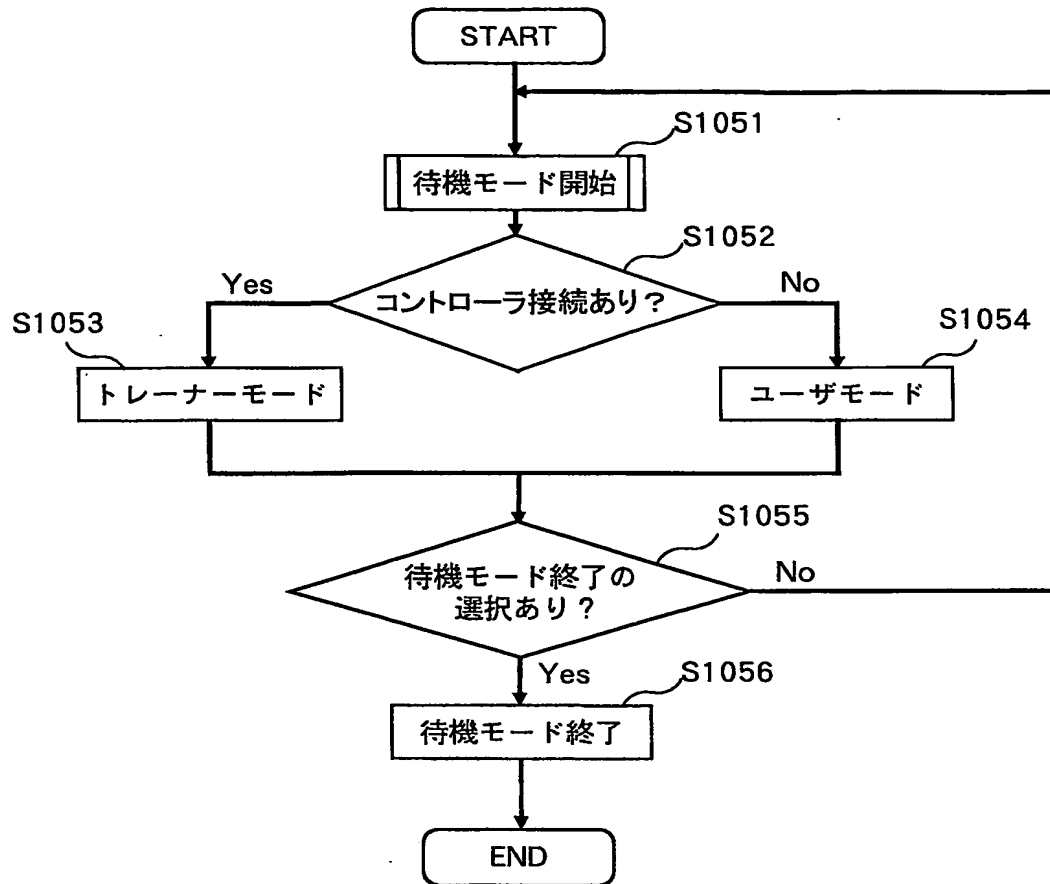 START
S1051
待機モード開始
S1052
Yes
コントローラ接続あり？
No
S1053
S1054
トレーナーモード
ユーザモード
S1055
待機モード終了の
選択あり？
No
Yes
S1056
待機モード終了
END